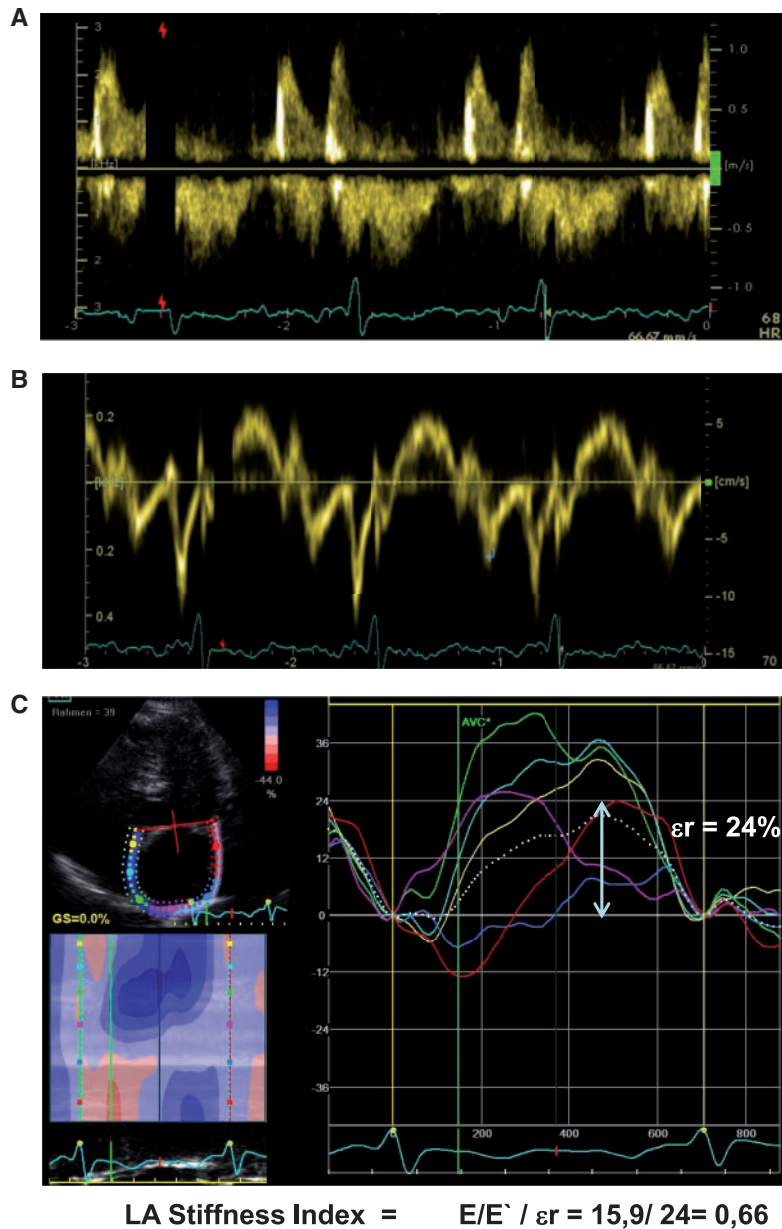 A
3
2
1.0
0.5
[kHz]
[m/s]
-0.5
2
-1.0
3
-3
-2
-1
0
68
HR
66.67 mm/s
B
0.2
5
[kHz]
[cm/s]
-5
0.2
-10
0.4
-15
-3
-2
-1
70
C
Rahmen = 39
-44.0
%
GS=0.0%
AVC*
36
24
12
0
-12
-24
-36
εr = 24%
0
200
400
600
800
LA Stiffness Index = E/E` / εr = 15,9/ 24= 0,66